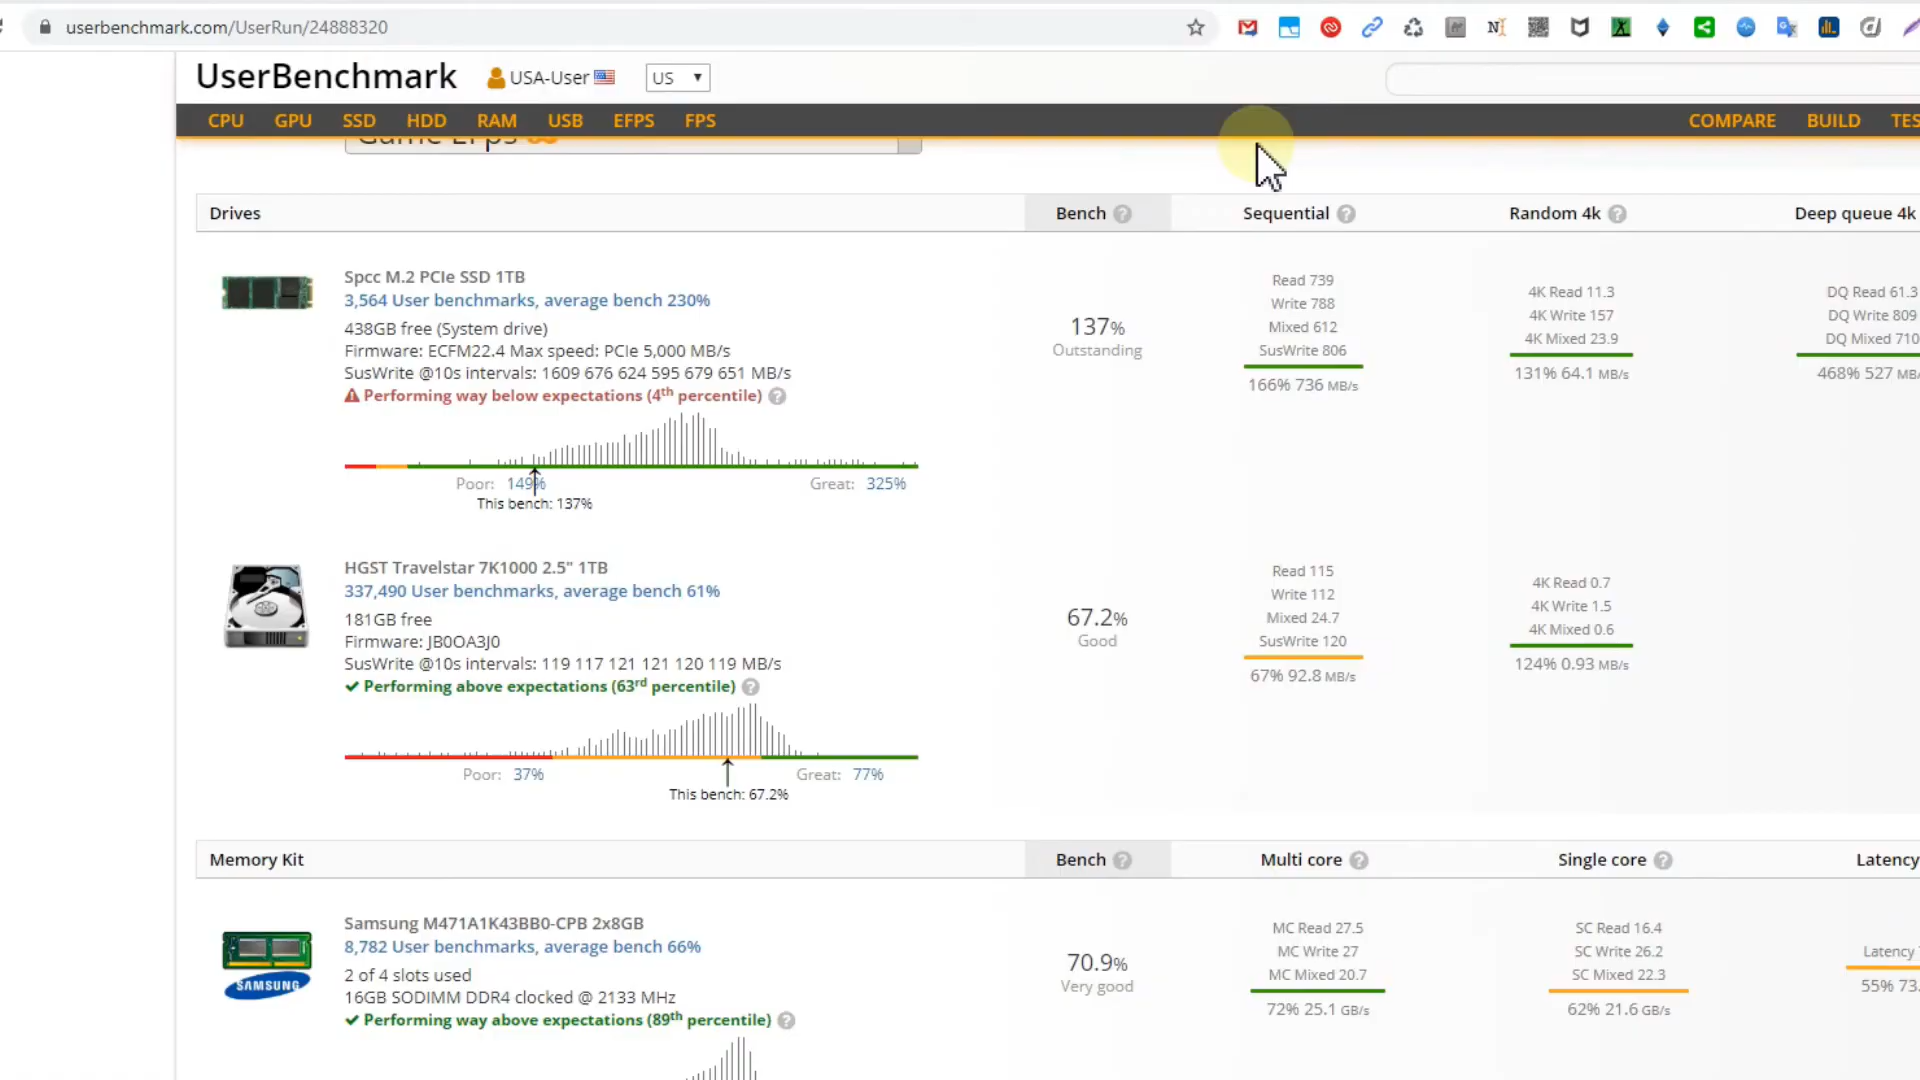 userbenchmark.com/UserRun/24888320
UserBenchmark USA-User US
CPU GPU SSD HDD RAM USB EFPS FPS COMPARE BUILD TES
Drives Bench Sequential Random 4k Deep queue 4k
Spcc M.2 PCIe SSD 1TB
3,564 User benchmarks, average bench 230%
438GB free (System drive)
Firmware: ECFM22.4 Max speed: PCIe 5,000 MB/s
SusWrite @10s intervals: 1609 676 624 595 679 651 MB/s
Performing way below expectations (4th percentile)
Poor: 149% Great: 325%
This bench: 137%
137%
Outstanding
Read 739
Write 788
Mixed 612
SusWrite 806
166% 736 MB/s
4K Read 11.3
4K Write 157
4K Mixed 23.9
131% 64.1 MB/s
DQ Read 61.3
DQ Write 809
DQ Mixed 710
468% 527 MB/
HGST Travelstar 7K1000 2.5" 1TB
337,490 User benchmarks, average bench 61%
181GB free
Firmware: JB0OA3J0
SusWrite @10s intervals: 119 117 121 121 120 119 MB/s
Performing above expectations (63rd percentile)
Poor: 37% Great: 77%
This bench: 67.2%
67.2%
Good
Read 115
Write 112
Mixed 24.7
SusWrite 120
67% 92.8 MB/s
4K Read 0.7
4K Write 1.5
4K Mixed 0.6
124% 0.93 MB/s
Memory Kit Bench Multi core Single core Latency
Samsung M471A1K43BB0-CPB 2x8GB
8,782 User benchmarks, average bench 66%
2 of 4 slots used
16GB SODIMM DDR4 clocked @ 2133 MHz
Performing way above expectations (89th percentile)
SAMSUNG
70.9%
Very good
MC Read 27.5
MC Write 27
MC Mixed 20.7
72% 25.1 GB/s
SC Read 16.4
SC Write 26.2
SC Mixed 22.3
62% 21.6 GB/s
Latency
55% 73.